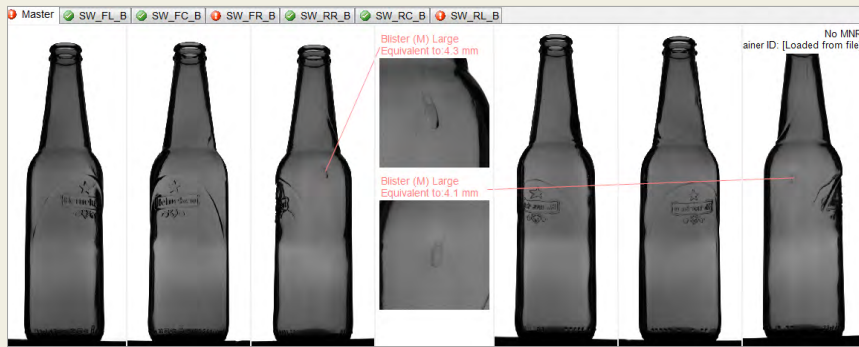 Master SW_FL_B SW_FC_B SW_FR_B SW_RR_B SW_RC_B SW_RL_B
Blister (M) Large
Equivalent to:4.3 mm
No MNR
ainer ID: [Loaded from file
Blister (M) Large
Equivalent to:4.1 mm